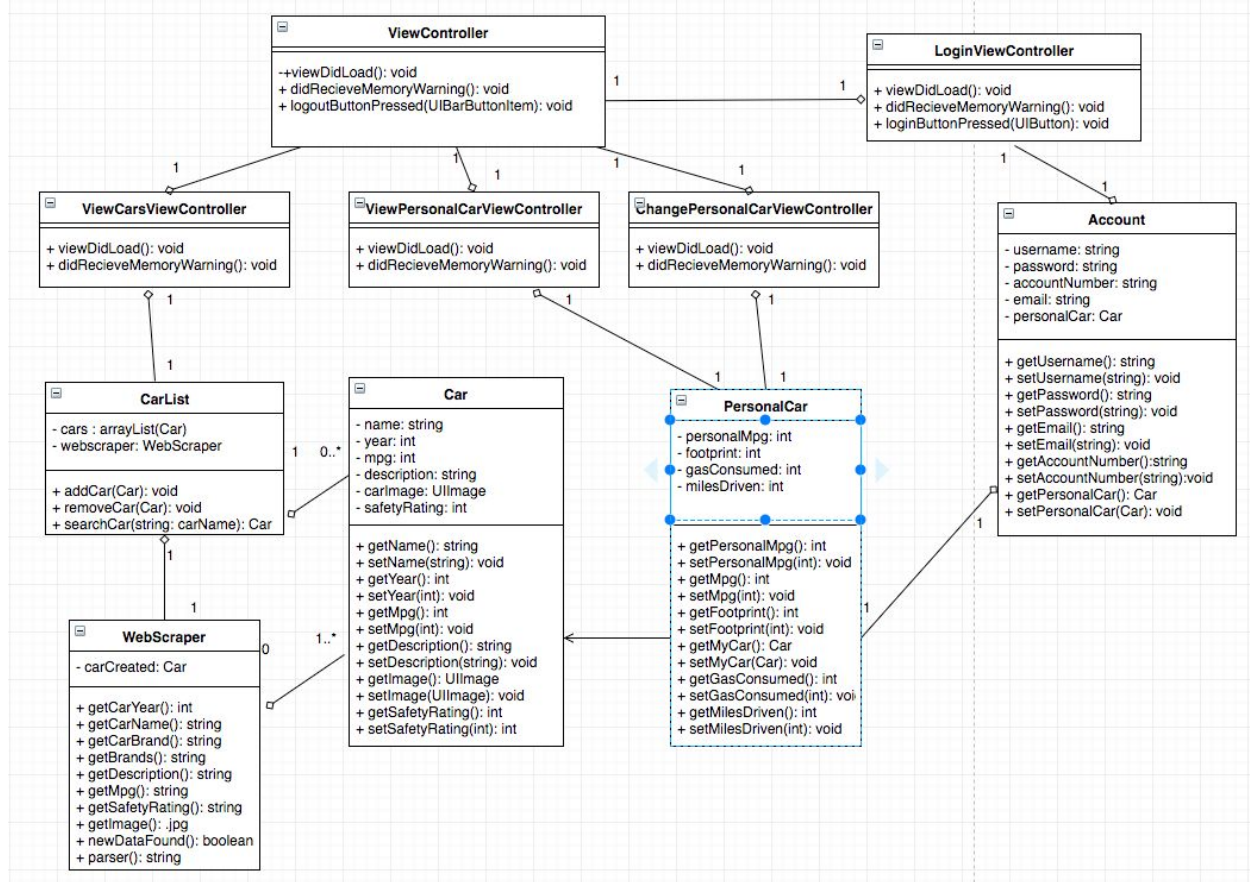 ViewController
-+viewDidLoad(): void
+ didRecieveMemoryWarning(): void
+ logoutButtonPressed(UIBarButtonItem): void
LoginViewController
+ viewDidLoad(): void
+ didRecieveMemoryWarning(): void
+ loginButtonPressed(UIButton): void
1
1
1
1
1
1
1
1
1
ViewCarsViewController
+ viewDidLoad(): void
+ didRecieveMemoryWarning(): void
ViewPersonalCarViewController
+ viewDidLoad(): void
+ didRecieveMemoryWarning(): void
ChangePersonalCarViewController
+ viewDidLoad(): void
+ didRecieveMemoryWarning(): void
Account
- username: string
- password: string
- accountNumber: string
- email: string
- personalCar: Car
+ getUsername(): string
+ setUsername(string): void
+ getPassword(): string
+ setPassword(string): void
+ getEmail(): string
+ setEmail(string): void
+ getAccountNumber():string
+ setAccountNumber(string):void
+ getPersonalCar(): Car
+ setPersonalCar(Car): void
1
1
1
1
1
1
CarList
- cars : arrayList(Car)
- webscraper: WebScraper
+ addCar(Car): void
+ removeCar(Car): void
+ searchCar(string: carName): Car
1
0..*
Car
- name: string
- year: int
- mpg: int
- description: string
- carImage: UIImage
- safetyRating: int
+ getName(): string
+ setName(string): void
+ getYear(): int
+ setYear(int): void
+ getMpg(): int
+ setMpg(int): void
+ getDescription(): string
+ setDescription(string): void
+ getImage(): UIImage
+ setImage(UIImage): void
+ getSafetyRating(): int
+ setSafetyRating(int): int
PersonalCar
- personalMpg: int
- footprint: int
- gasConsumed: int
- milesDriven: int
+ getPersonalMpg(): int
+ setPersonalMpg(int): void
+ getMpg(): int
+ setMpg(int): void
+ getFootprint(): int
+ setFootprint(int): void
+ getMyCar(): Car
+ setMyCar(Car): void
+ getGasConsumed(): int
+ setGasConsumed(int): voi
+ getMilesDriven(): int
+ setMilesDriven(int): void
1
1
1
1
0
1..*
WebScraper
- carCreated: Car
+ getCarYear(): int
+ getCarName(): string
+ getCarBrand(): string
+ getBrands(): string
+ getDescription(): string
+ getMpg(): string
+ getSafetyRating(): string
+ getImage(): .jpg
+ newDataFound(): boolean
+ parser(): string